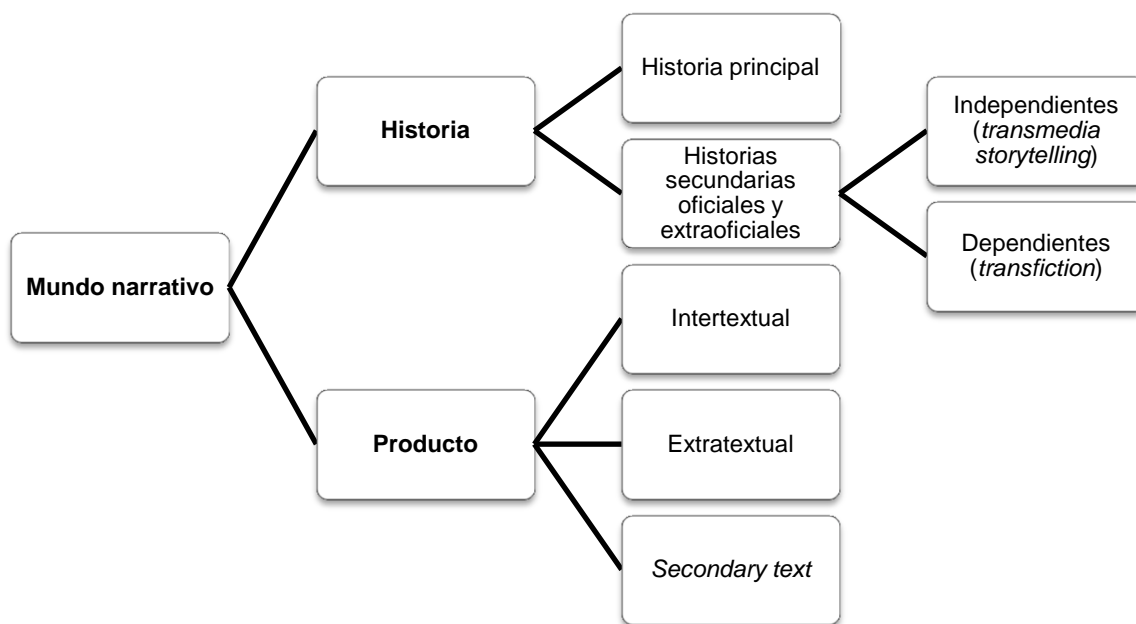 Mundo narrativo
Historia
Historia principal
Historias
secundarias
oficiales y
extraoficiales
Independientes
(transmedia
storytelling)
Dependientes
(transfiction)
Producto
Intertextual
Extratextual
Secondary text